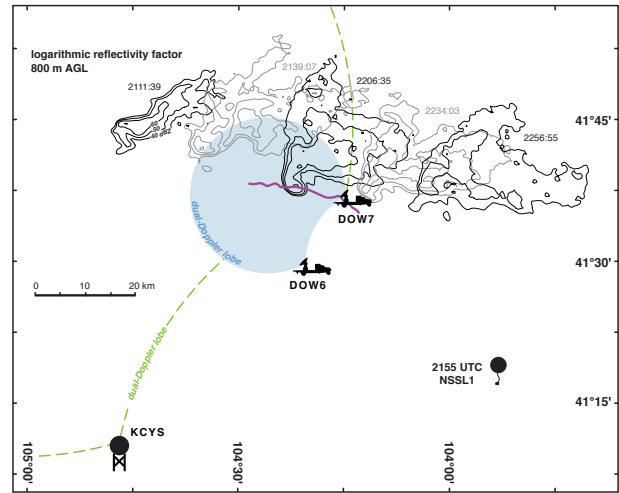 logarithmic reflectivity factor
800 m AGL
2139:07
2206:35
2111:39
2234:03
2256:55
41°45'
dual-Doppler lobe
DOW7
41°30'
DOW6
0 10 20 km
dual-Doppler lobe
2155 UTC
NSSL1
41°15'
KCYS
105°00'
104°30'
104°00'